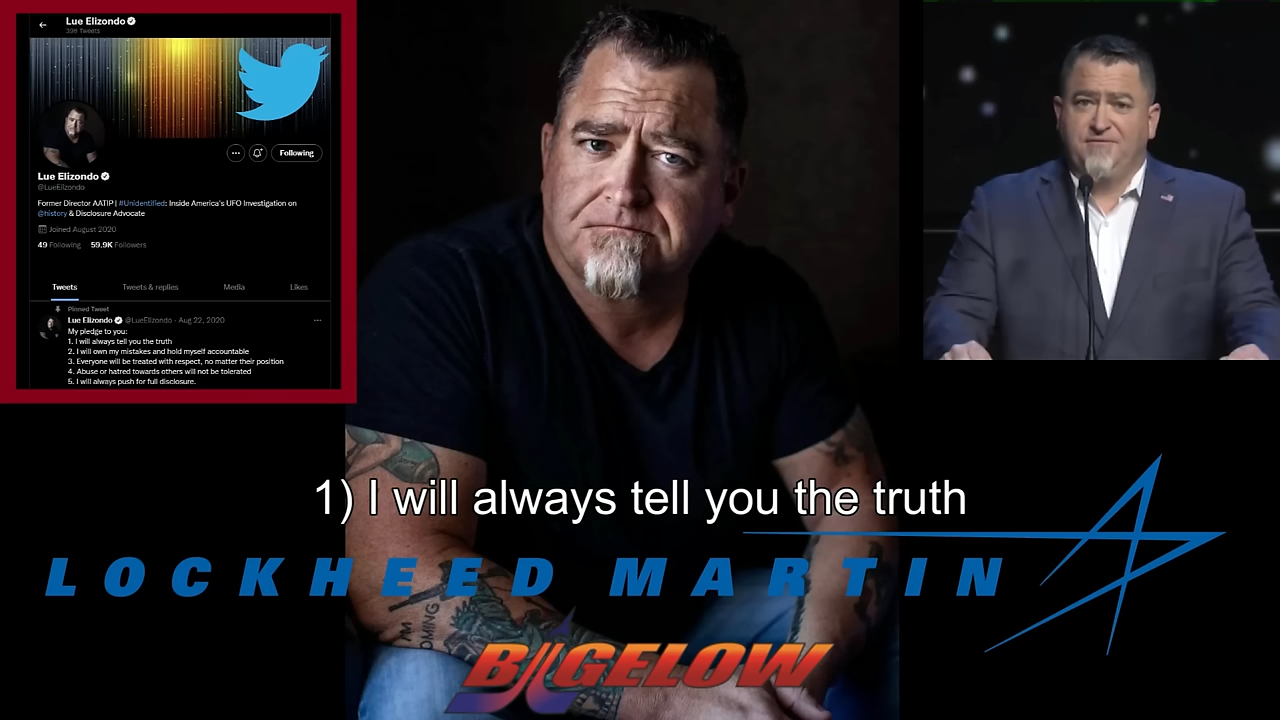 Lue Elizondo
398 Tweets
Following
Lue Elizondo
@LueElizondo
Former Director AATIP | #Unidentified: Inside America's UFO Investigation on
@history & Disclosure Advocate
Joined August 2020
49 Following 59.9K Followers
Tweets Tweets & replies Media Likes
Pinned Tweet
Lue Elizondo @LueElizondo · Aug 22, 2020
My pledge to you:
1. I will always tell you the truth
2. I will own my mistakes and hold myself accountable
3. Everyone will be treated with respect, no matter their position
4. Abuse or hatred towards others will not be tolerated
5. I will always push for full disclosure.
1) I will always tell you the truth
LOCKHEED MARTIN
I AM
COMING
BIGELOW